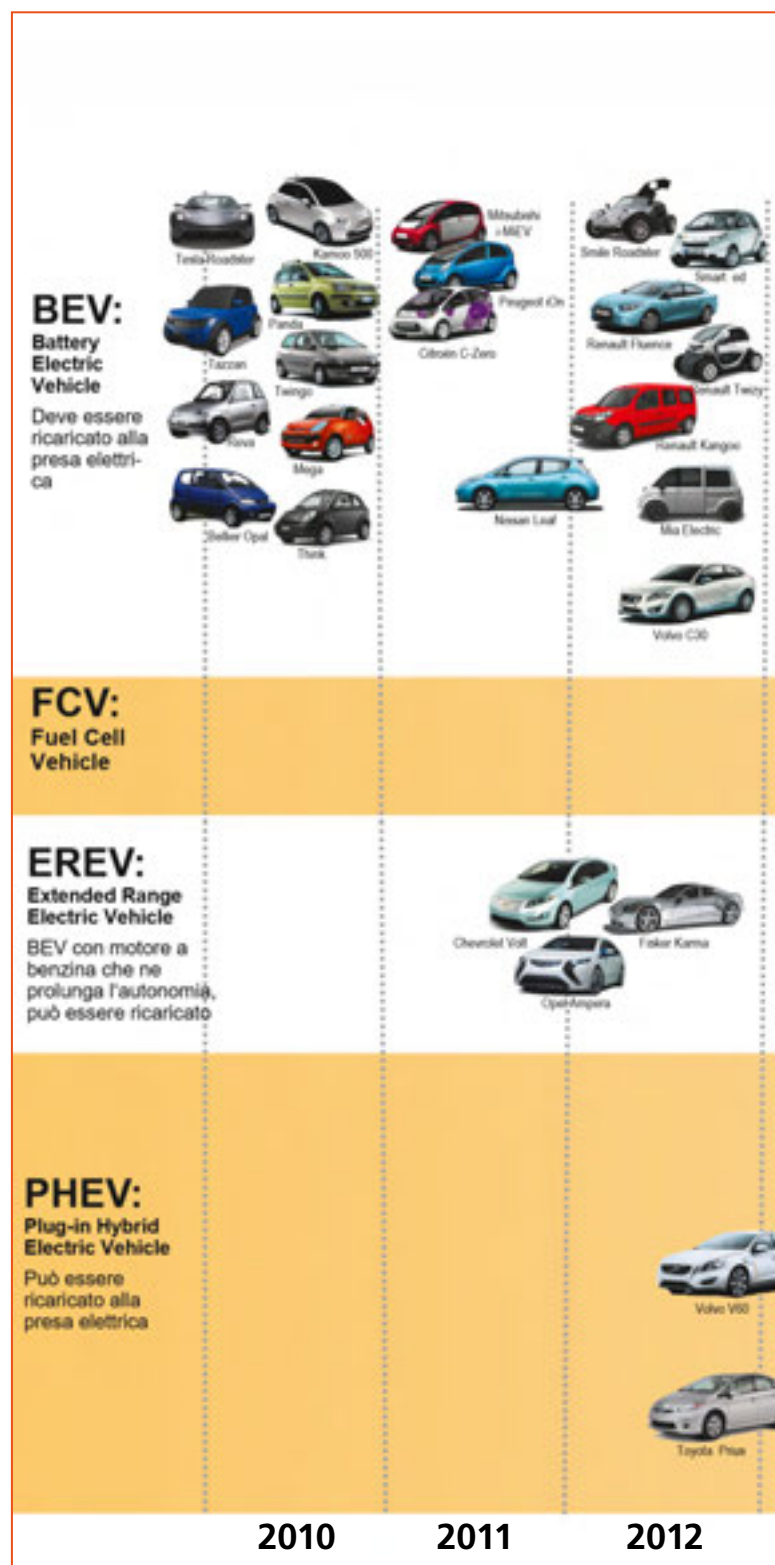 BEV:
Battery
Electric
Vehicle
Deve essere
ricaricato alla
presa elettri-
ca
Tesla Roadster
Kamoo 500
Panda
Tazzari
Twingo
Reva
Mega
Bellier Opal
Think
Mitsubishi
i-MiEV
Peugeot iOn
Citroën C-Zero
Nissan Leaf
Smile Roadster
Smart ed
Renault Fluence
Renault Twizy
Renault Kangoo
Mia Electric
Volvo C30
FCV:
Fuel Cell
Vehicle
EREV:
Extended Range
Electric Vehicle
BEV con motore a
benzina che ne
prolunga l'autonomia,
può essere ricaricato
Chevrolet Volt
Fisker Karma
Opel Ampera
PHEV:
Plug-in Hybrid
Electric Vehicle
Può essere
ricaricato alla
presa elettrica
Volvo V60
Toyota Prius
2010
2011
2012